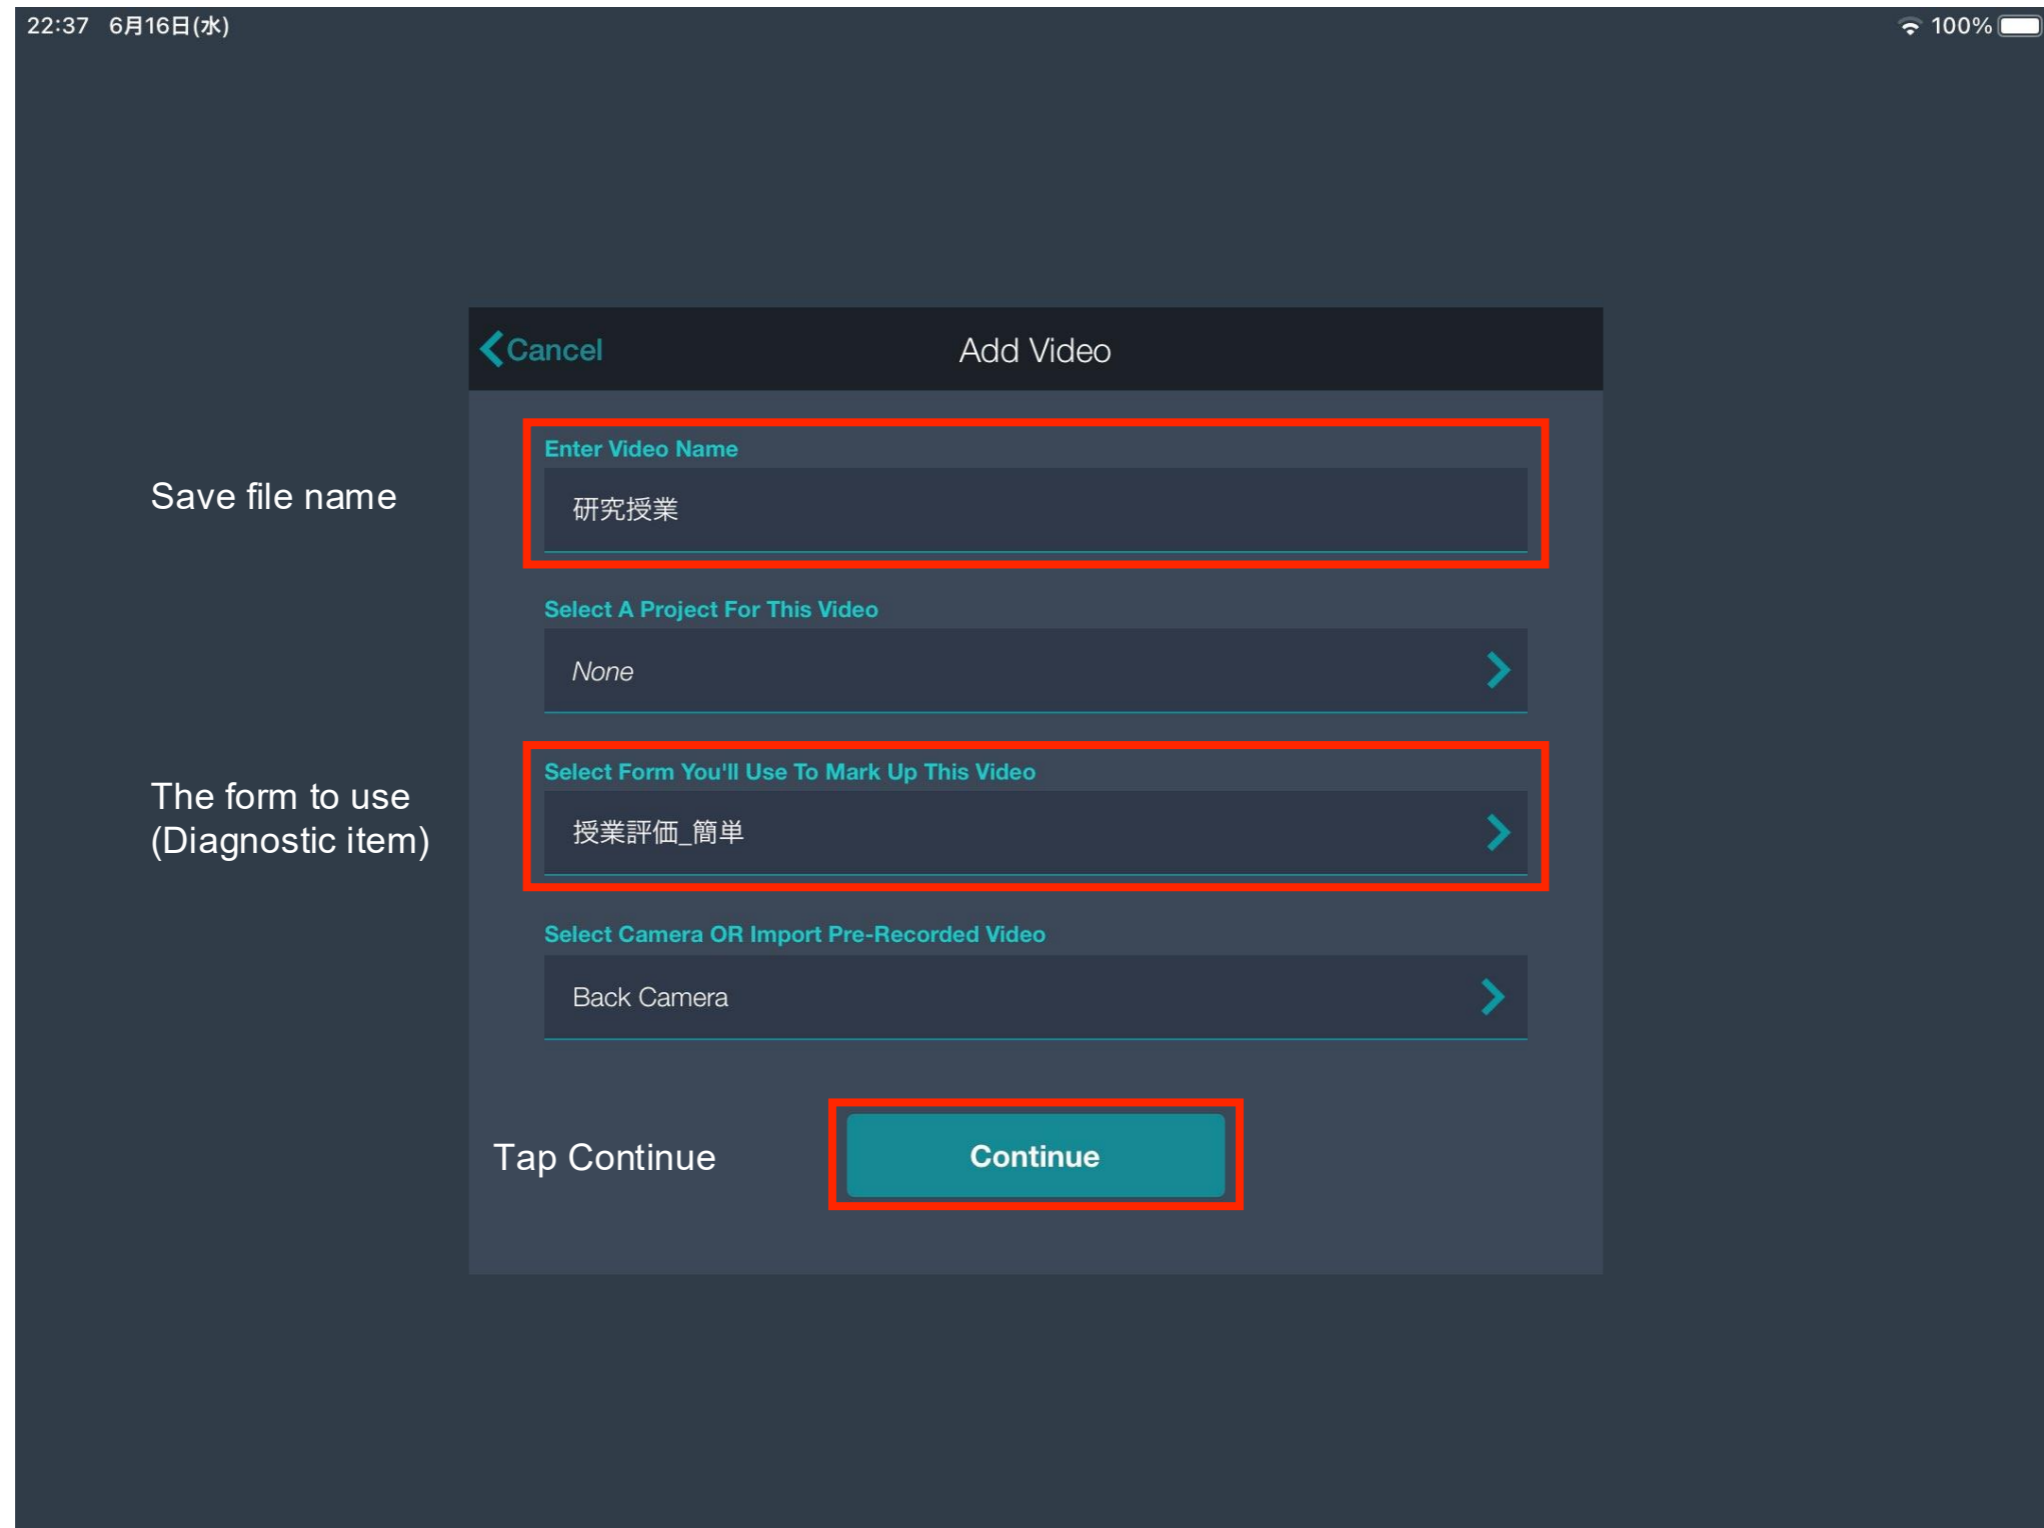 22:37 6月16日(水) 100%
Cancel
Add Video
Enter Video Name
Save file name
研究授業
Select A Project For This Video
None
Select Form You'll Use To Mark Up This Video
The form to use
(Diagnostic item)
授業評価_簡単
Select Camera OR Import Pre-Recorded Video
Back Camera
Tap Continue
Continue